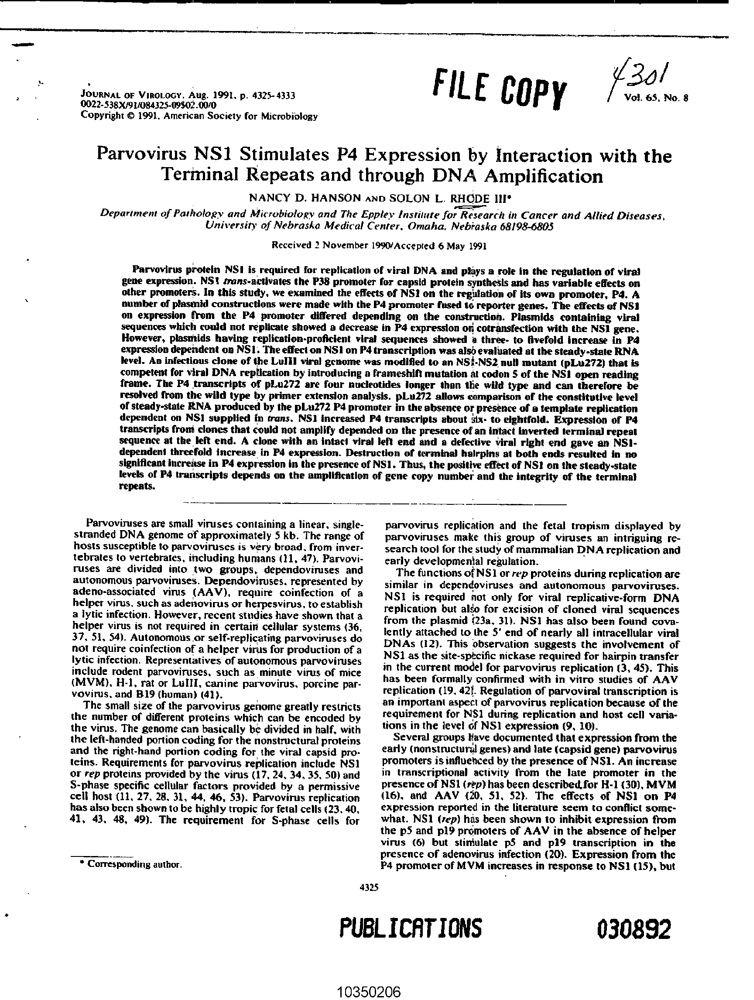 FILE COPY
4301
JOURNAL OF VIROLOGY, Aug. 1991, p. 4325-4333
0022-538X/91/084325-09$02.00/0
Copyright © 1991, American Society for Microbiology
Vol. 65, No. 8
Parvovirus NS1 Stimulates P4 Expression by Interaction with the
Terminal Repeats and through DNA Amplification
NANCY D. HANSON AND SOLON L. RHODE III*
Department of Pathology and Microbiology and The Eppley Institute for Research in Cancer and Allied Diseases,
University of Nebraska Medical Center, Omaha, Nebraska 68198-6805
Received 2 November 1990/Accepted 6 May 1991
Parvovirus protein NS1 is required for replication of viral DNA and plays a role in the regulation of viral
gene expression. NS1 trans-activates the P38 promoter for capsid protein synthesis and has variable effects on
other promoters. In this study, we examined the effects of NS1 on the regulation of its own promoter, P4. A
number of plasmid constructions were made with the P4 promoter fused to reporter genes. The effects of NS1
on expression from the P4 promoter differed depending on the construction. Plasmids containing viral
sequences which could not replicate showed a decrease in P4 expression on cotransfection with the NS1 gene.
However, plasmids having replication-proficient viral sequences showed a three- to fivefold increase in P4
expression dependent on NS1. The effect on NS1 on P4 transcription was also evaluated at the steady-state RNA
level. An infectious clone of the LuIII viral genome was modified to an NS1-NS2 null mutant (pLu272) that is
competent for viral DNA replication by introducing a frameshift mutation at codon 5 of the NS1 open reading
frame. The P4 transcripts of pLu272 are four nucleotides longer than the wild type and can therefore be
resolved from the wild type by primer extension analysis. pLu272 allows comparison of the constitutive level
of steady-state RNA produced by the pLu272 P4 promoter in the absence or presence of a template replication
dependent on NS1 supplied in trans. NS1 increased P4 transcripts about six- to eightfold. Expression of P4
transcripts from clones that could not amplify depended on the presence of an intact inverted terminal repeat
sequence at the left end. A clone with an intact viral left end and a defective viral right end gave an NS1-
dependent threefold increase in P4 expression. Destruction of terminal hairpins at both ends resulted in no
significant increase in P4 expression in the presence of NS1. Thus, the positive effect of NS1 on the steady-state
levels of P4 transcripts depends on the amplification of gene copy number and the integrity of the terminal
repeats.
Parvoviruses are small viruses containing a linear, single-
stranded DNA genome of approximately 5 kb. The range of
hosts susceptible to parvoviruses is very broad, from inver-
tebrates to vertebrates, including humans (11, 47). Parvovi-
ruses are divided into two groups, dependoviruses and
autonomous parvoviruses. Dependoviruses, represented by
adeno-associated virus (AAV), require coinfection of a
helper virus, such as adenovirus or herpesvirus, to establish
a lytic infection. However, recent studies have shown that a
helper virus is not required in certain cellular systems (36,
37, 51, 54). Autonomous or self-replicating parvoviruses do
not require coinfection of a helper virus for production of a
lytic infection. Representatives of autonomous parvoviruses
include rodent parvoviruses, such as minute virus of mice
(MVM), H-1, rat or LuIII, canine parvovirus, porcine par-
vovirus, and B19 (human) (41).
The small size of the parvovirus genome greatly restricts
the number of different proteins which can be encoded by
the virus. The genome can basically be divided in half, with
the left-handed portion coding for the nonstructural proteins
and the right-hand portion coding for the viral capsid pro-
teins. Requirements for parvovirus replication include NS1
or rep proteins provided by the virus (17, 24, 34, 35, 50) and
S-phase specific cellular factors provided by a permissive
cell host (11, 27, 28, 31, 44, 46, 53). Parvovirus replication
has also been shown to be highly tropic for fetal cells (23, 40,
41, 43, 48, 49). The requirement for S-phase cells for
* Corresponding author.
parvovirus replication and the fetal tropism displayed by
parvoviruses make this group of viruses an intriguing re-
search tool for the study of mammalian DNA replication and
early developmental regulation.
The functions of NS1 or rep proteins during replication are
similar in dependoviruses and autonomous parvoviruses.
NS1 is required not only for viral replicative-form DNA
replication but also for excision of cloned viral sequences
from the plasmid (23a, 31). NS1 has also been found cova-
lently attached to the 5' end of nearly all intracellular viral
DNAs (12). This observation suggests the involvement of
NS1 as the site-specific nickase required for hairpin transfer
in the current model for parvovirus replication (3, 45). This
has been formally confirmed with in vitro studies of AAV
replication (19, 42). Regulation of parvoviral transcription is
an important aspect of parvovirus replication because of the
requirement for NS1 during replication and host cell varia-
tions in the level of NS1 expression (9, 10).
Several groups have documented that expression from the
early (nonstructural genes) and late (capsid gene) parvovirus
promoters is influenced by the presence of NS1. An increase
in transcriptional activity from the late promoter in the
presence of NS1 (rep) has been described for H-1 (30), MVM
(16), and AAV (20, 51, 52). The effects of NS1 on P4
expression reported in the literature seem to conflict some-
what. NS1 (rep) has been shown to inhibit expression from
the p5 and p19 promoters of AAV in the absence of helper
virus (6) but stimulate p5 and p19 transcription in the
presence of adenovirus infection (20). Expression from the
P4 promoter of MVM increases in response to NS1 (15), but
4325
PUBLICATIONS
030892
10350206